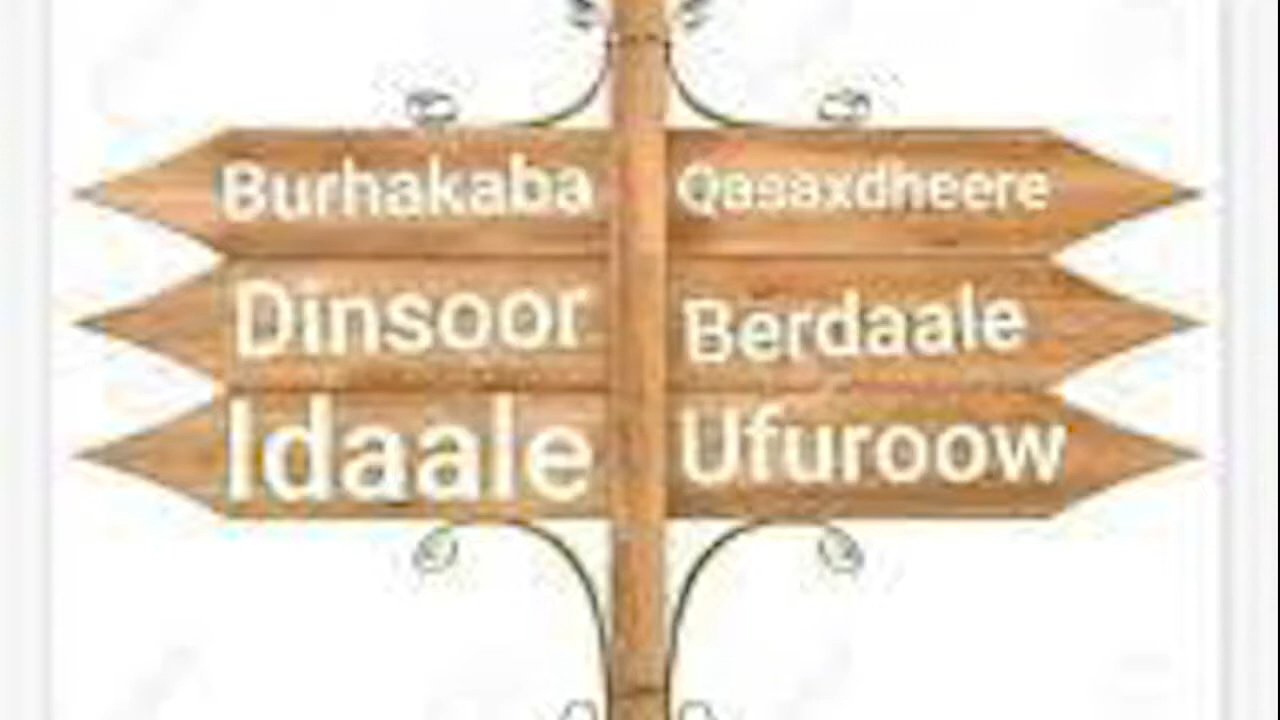 Burhakaba
Qasaxdheere
Dinsoor
Berdaale
Idaale
Ufuroow